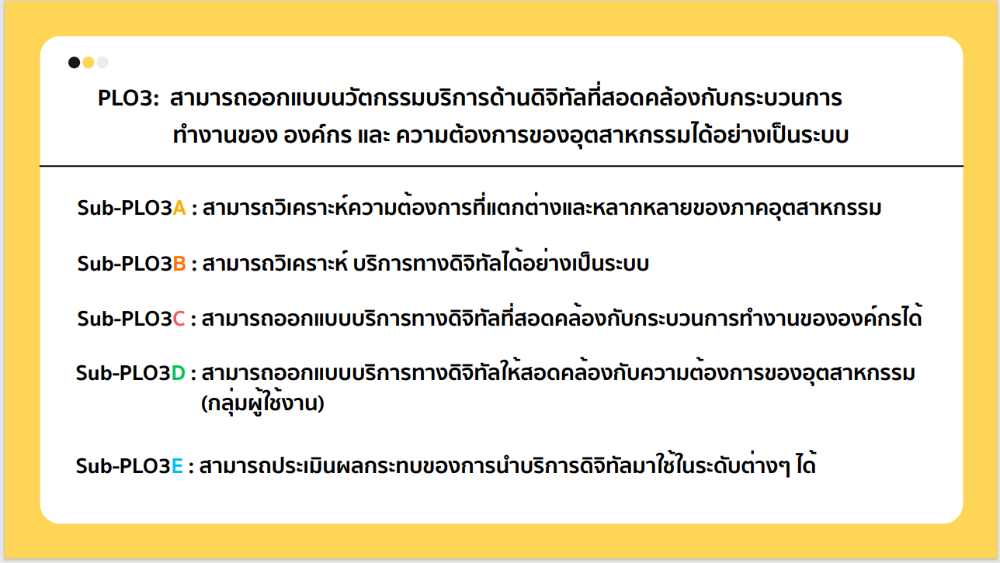 PLO3: สามารถออกแบบนวัตกรรมบริการด้านดิจิทัลที่สอดคล้องกับกระบวนการ
ทำงานของ องค์กร และ ความต้องการของอุตสาหกรรมได้อย่างเป็นระบบ
Sub-PLO3A : สามารถวิเคราะห์ความต้องการที่แตกต่างและหลากหลายของภาคอุตสาหกรรม
Sub-PLO3B : สามารถวิเคราะห์ บริการทางดิจิทัลได้อย่างเป็นระบบ
Sub-PLO3C : สามารถออกแบบบริการทางดิจิทัลที่สอดคล้องกับกระบวนการทำงานขององค์กรได้
Sub-PLO3D : สามารถออกแบบบริการทางดิจิทัลให้สอดคล้องกับความต้องการของอุตสาหกรรม
(กลุ่มผู้ใช้งาน)
Sub-PLO3E : สามารถประเมินผลกระทบของการนำบริการดิจิทัลมาใช้ในระดับต่างๆ ได้